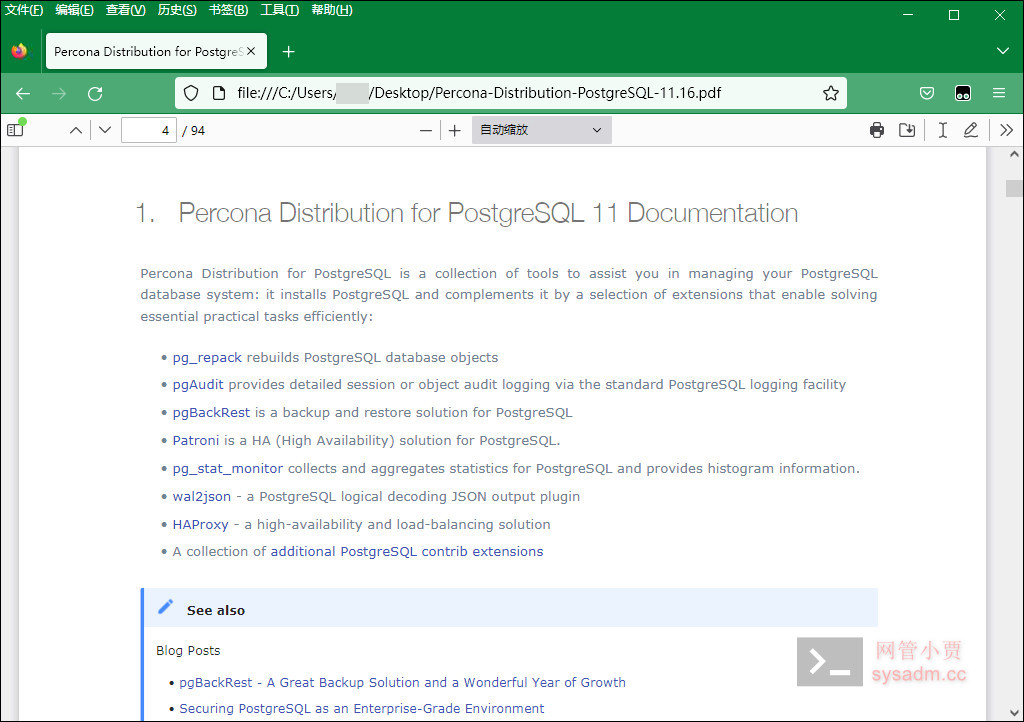 文件(F) 编辑(E) 查看(V) 历史(S) 书签(B) 工具(T) 帮助(H)
Percona Distribution for PostgreS
file:///C:/Users/ /Desktop/Percona-Distribution-PostgreSQL-11.16.pdf
4 / 94 自动缩放
1. Percona Distribution for PostgreSQL 11 Documentation
Percona Distribution for PostgreSQL is a collection of tools to assist you in managing your PostgreSQL
database system: it installs PostgreSQL and complements it by a selection of extensions that enable solving
essential practical tasks efficiently:
• pg_repack rebuilds PostgreSQL database objects
• pgAudit provides detailed session or object audit logging via the standard PostgreSQL logging facility
• pgBackRest is a backup and restore solution for PostgreSQL
• Patroni is a HA (High Availability) solution for PostgreSQL.
• pg_stat_monitor collects and aggregates statistics for PostgreSQL and provides histogram information.
• wal2json - a PostgreSQL logical decoding JSON output plugin
• HAProxy - a high-availability and load-balancing solution
• A collection of additional PostgreSQL contrib extensions
See also
Blog Posts
• pgBackRest - A Great Backup Solution and a Wonderful Year of Growth
• Securing PostgreSQL as an Enterprise-Grade Environment
网管小贾
sysadm.cc